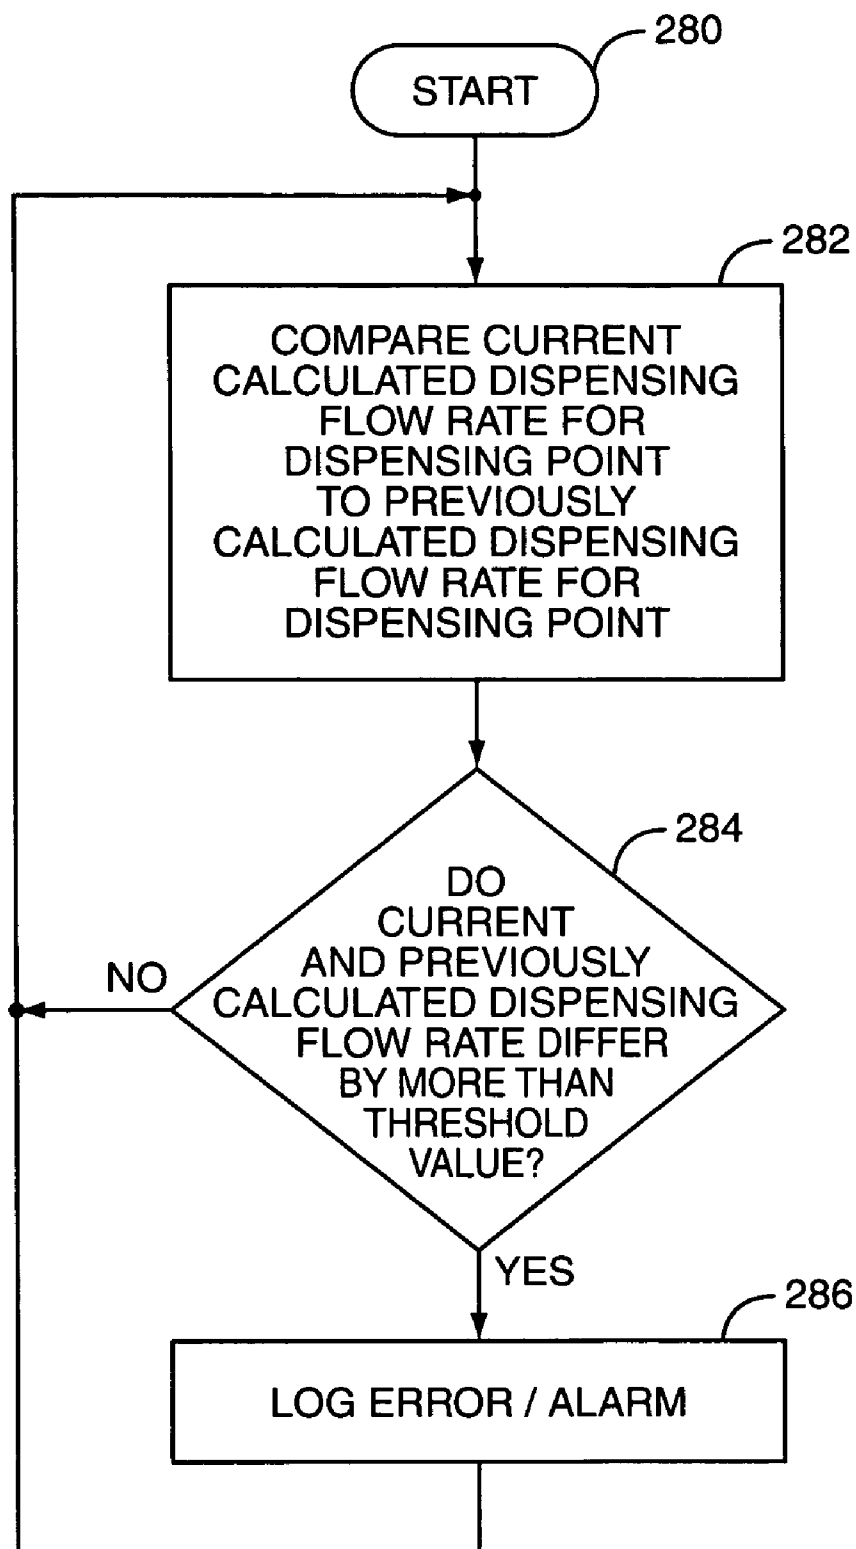 280
START
282
COMPARE CURRENT
CALCULATED DISPENSING
FLOW RATE FOR
DISPENSING POINT
TO PREVIOUSLY
CALCULATED DISPENSING
FLOW RATE FOR
DISPENSING POINT
284
DO
CURRENT
AND PREVIOUSLY
CALCULATED DISPENSING
FLOW RATE DIFFER
BY MORE THAN
THRESHOLD
VALUE?
NO
YES
286
LOG ERROR / ALARM